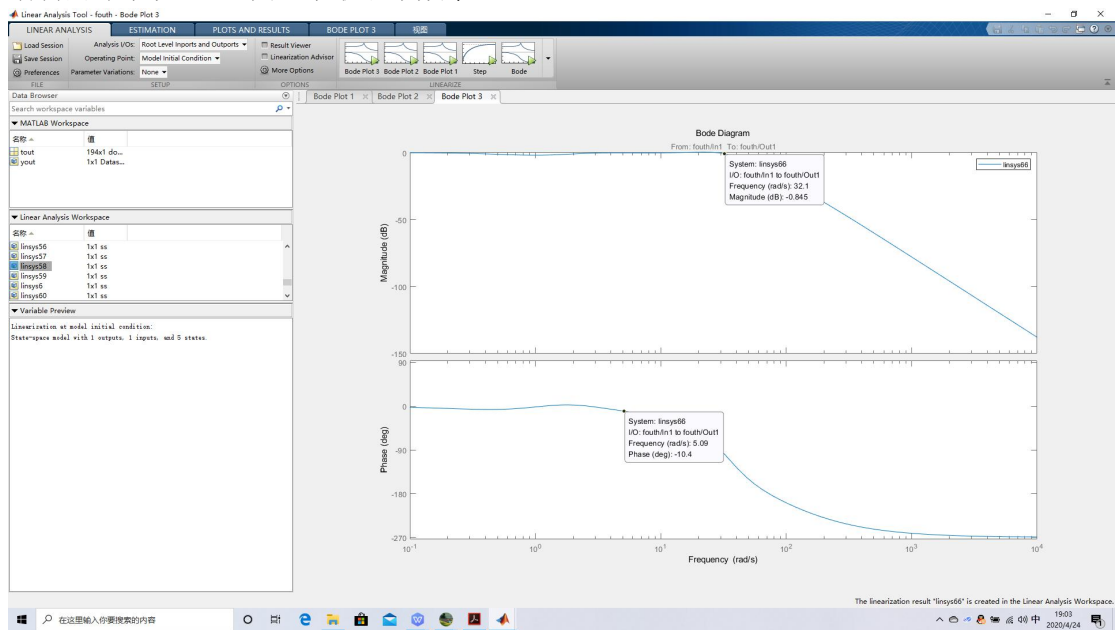 Linear Analysis Tool - fouth - Bode Plot 3
LINEAR ANALYSIS
ESTIMATION
PLOTS AND RESULTS
BODE PLOT 3
视图
Load Session
Save Session
Preferences
FILE
Analysis I/Os: Root Level Inports and Outports
Operating Point: Model Initial Condition
Parameter Variations: None
SETUP
Result Viewer
Linearization Advisor
More Options
OPTIONS
Bode Plot 3
Bode Plot 2
Bode Plot 1
Step
Bode
LINEARIZE
Data Browser
Search workspace variables
MATLAB Workspace
名称 值
tout 194x1 do...
yout 1x1 Datas...
Linear Analysis Workspace
名称 值
linsys56 1x1 ss
linsys57 1x1 ss
linsys58 1x1 ss
linsys59 1x1 ss
linsys6 1x1 ss
linsys60 1x1 ss
Variable Preview
Linearization at model initial condition:
State-space model with 1 outputs, 1 inputs, and 5 states.
Bode Plot 1
Bode Plot 2
Bode Plot 3
Bode Diagram
From: fouth/In1 To: fouth/Out1
linsys66
System: linsys66
I/O: fouth/In1 to fouth/Out1
Frequency (rad/s): 32.1
Magnitude (dB): -0.845
Magnitude (dB)
0
-50
-100
-150
System: linsys66
I/O: fouth/In1 to fouth/Out1
Frequency (rad/s): 5.09
Phase (deg): -10.4
Phase (deg)
90
0
-90
-180
-270
10-1
100
101
102
103
104
Frequency (rad/s)
The linearization result "linsys66" is created in the Linear Analysis Workspace.
在这里输入你要搜索的内容
中
19:03
2020/4/24